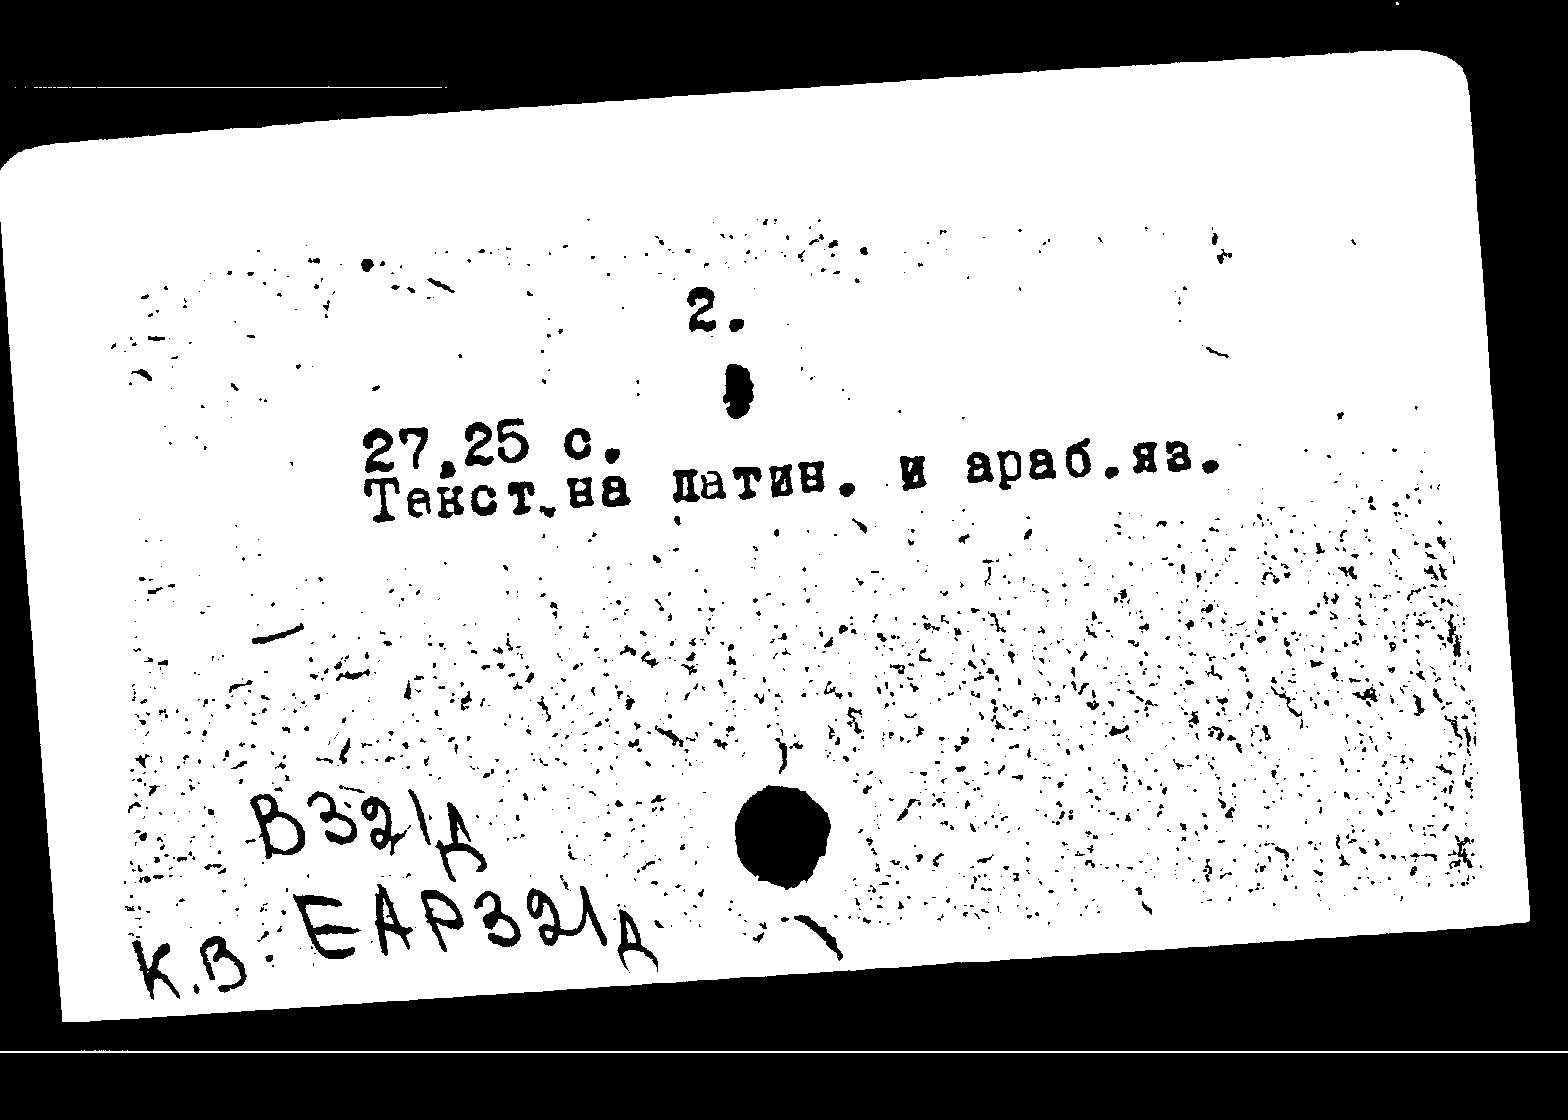 2.
27,25 с.
Текст на латин. и араб.яз.
В321д
К.В. ЕАР321д